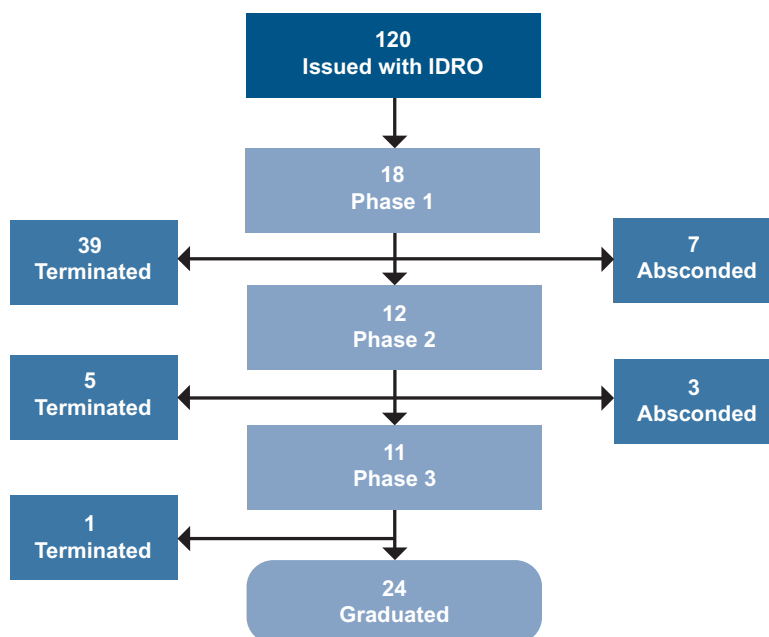 120
Issued with IDRO
18
Phase 1
39
Terminated
7
Absconded
12
Phase 2
5
Terminated
3
Absconded
11
Phase 3
1
Terminated
24
Graduated